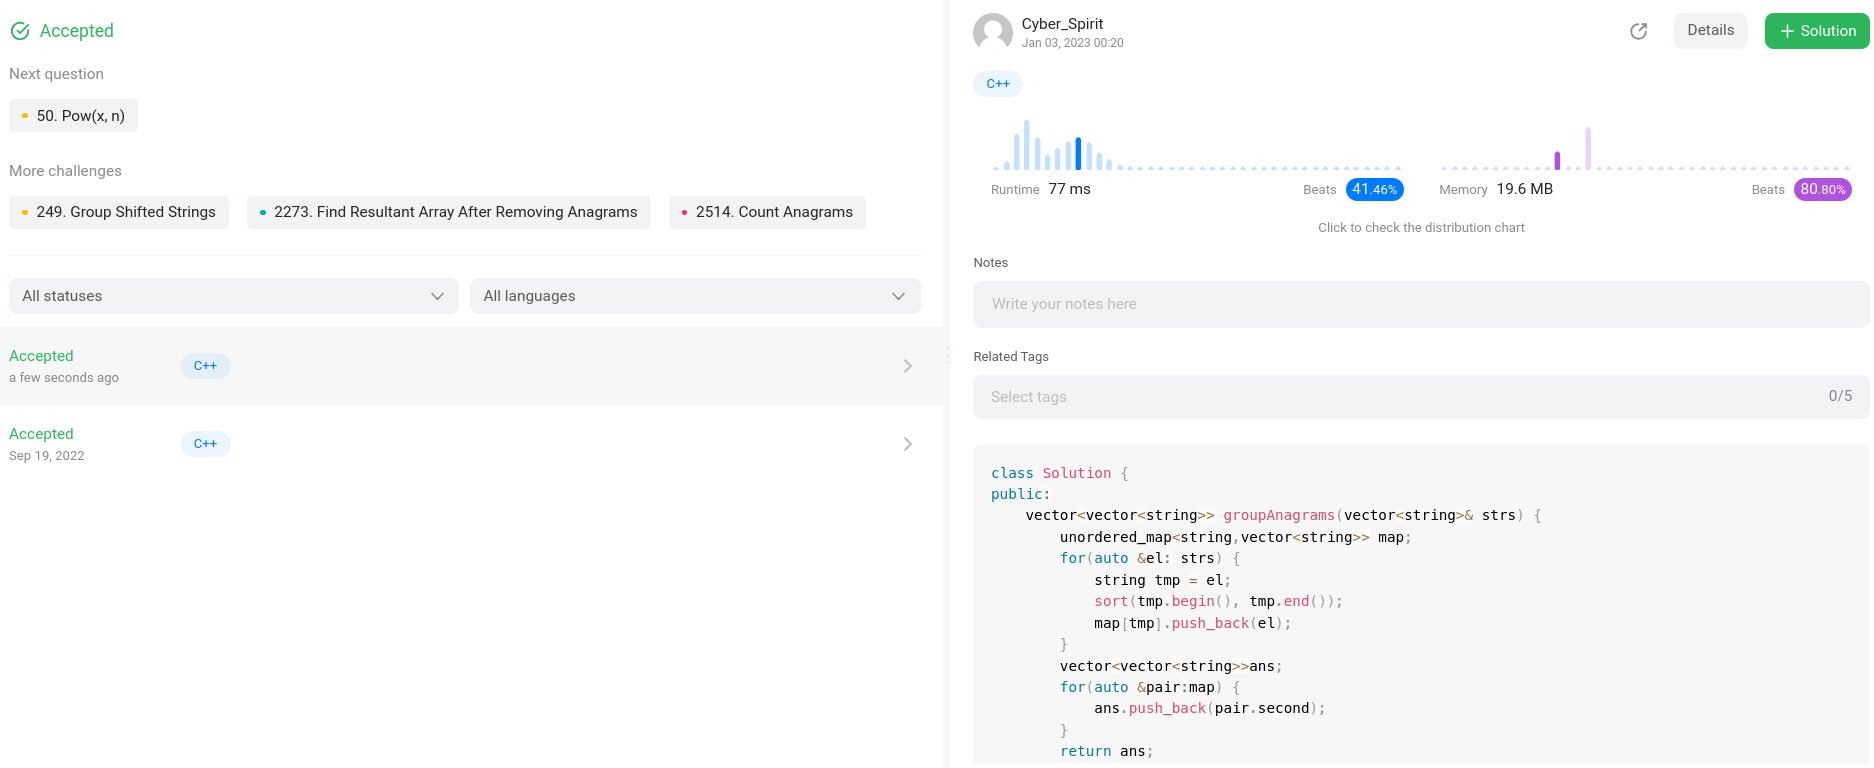 Accepted
Next question
50. Pow(x, n)
More challenges
249. Group Shifted Strings
2273. Find Resultant Array After Removing Anagrams
2514. Count Anagrams
All statuses
All languages
Accepted
a few seconds ago
C++
Accepted
Sep 19, 2022
C++
Cyber_Spirit
Jan 03, 2023 00:20
Details
+ Solution
C++
Runtime 77 ms
Beats 41.46%
Memory 19.6 MB
Beats 80.80%
Click to check the distribution chart
Notes
Write your notes here
Related Tags
Select tags
0/5
class Solution {
public:
    vector<vector<string>> groupAnagrams(vector<string>& strs) {
        unordered_map<string,vector<string>> map;
        for(auto &el: strs) {
            string tmp = el;
            sort(tmp.begin(), tmp.end());
            map[tmp].push_back(el);
        }
        vector<vector<string>>ans;
        for(auto &pair:map) {
            ans.push_back(pair.second);
        }
        return ans;